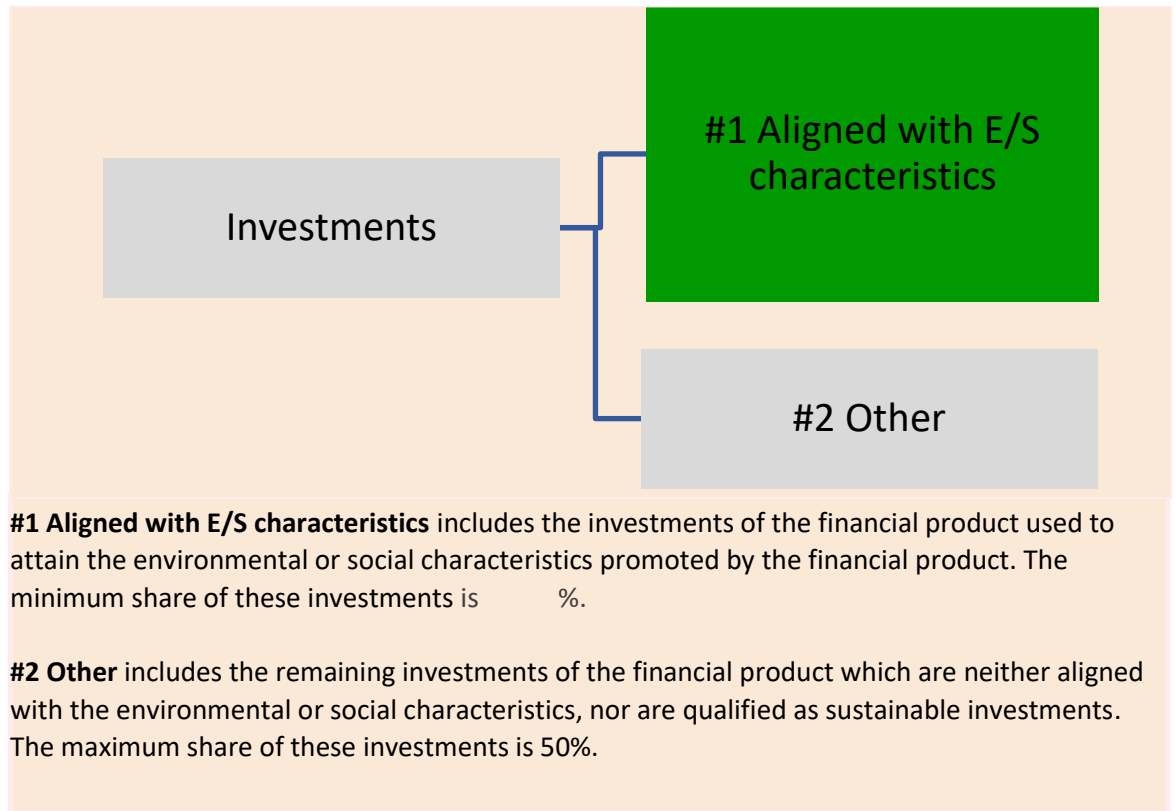 #1 Aligned with E/S
characteristics
Investments
#2 Other
#1 Aligned with E/S characteristics includes the investments of the financial product used to
attain the environmental or social characteristics promoted by the financial product. The
minimum share of these investments is %.
#2 Other includes the remaining investments of the financial product which are neither aligned
with the environmental or social characteristics, nor are qualified as sustainable investments.
The maximum share of these investments is 50%.